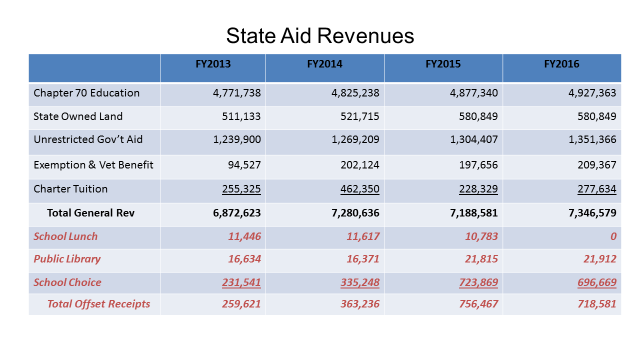 State Aid Revenues
FY2013 FY2014 FY2015 FY2016
Chapter 70 Education 4,771,738 4,825,238 4,877,340 4,927,363
State Owned Land 511,133 521,715 580,849 580,849
Unrestricted Gov't Aid 1,239,900 1,269,209 1,304,407 1,351,366
Exemption & Vet Benefit 94,527 202,124 197,656 209,367
Charter Tuition 255,325 462,350 228,329 277,634
Total General Rev 6,872,623 7,280,636 7,188,581 7,346,579
School Lunch 11,446 11,617 10,783 0
Public Library 16,634 16,371 21,815 21,912
School Choice 231,541 335,248 723,869 696,669
Total Offset Receipts 259,621 363,236 756,467 718,581